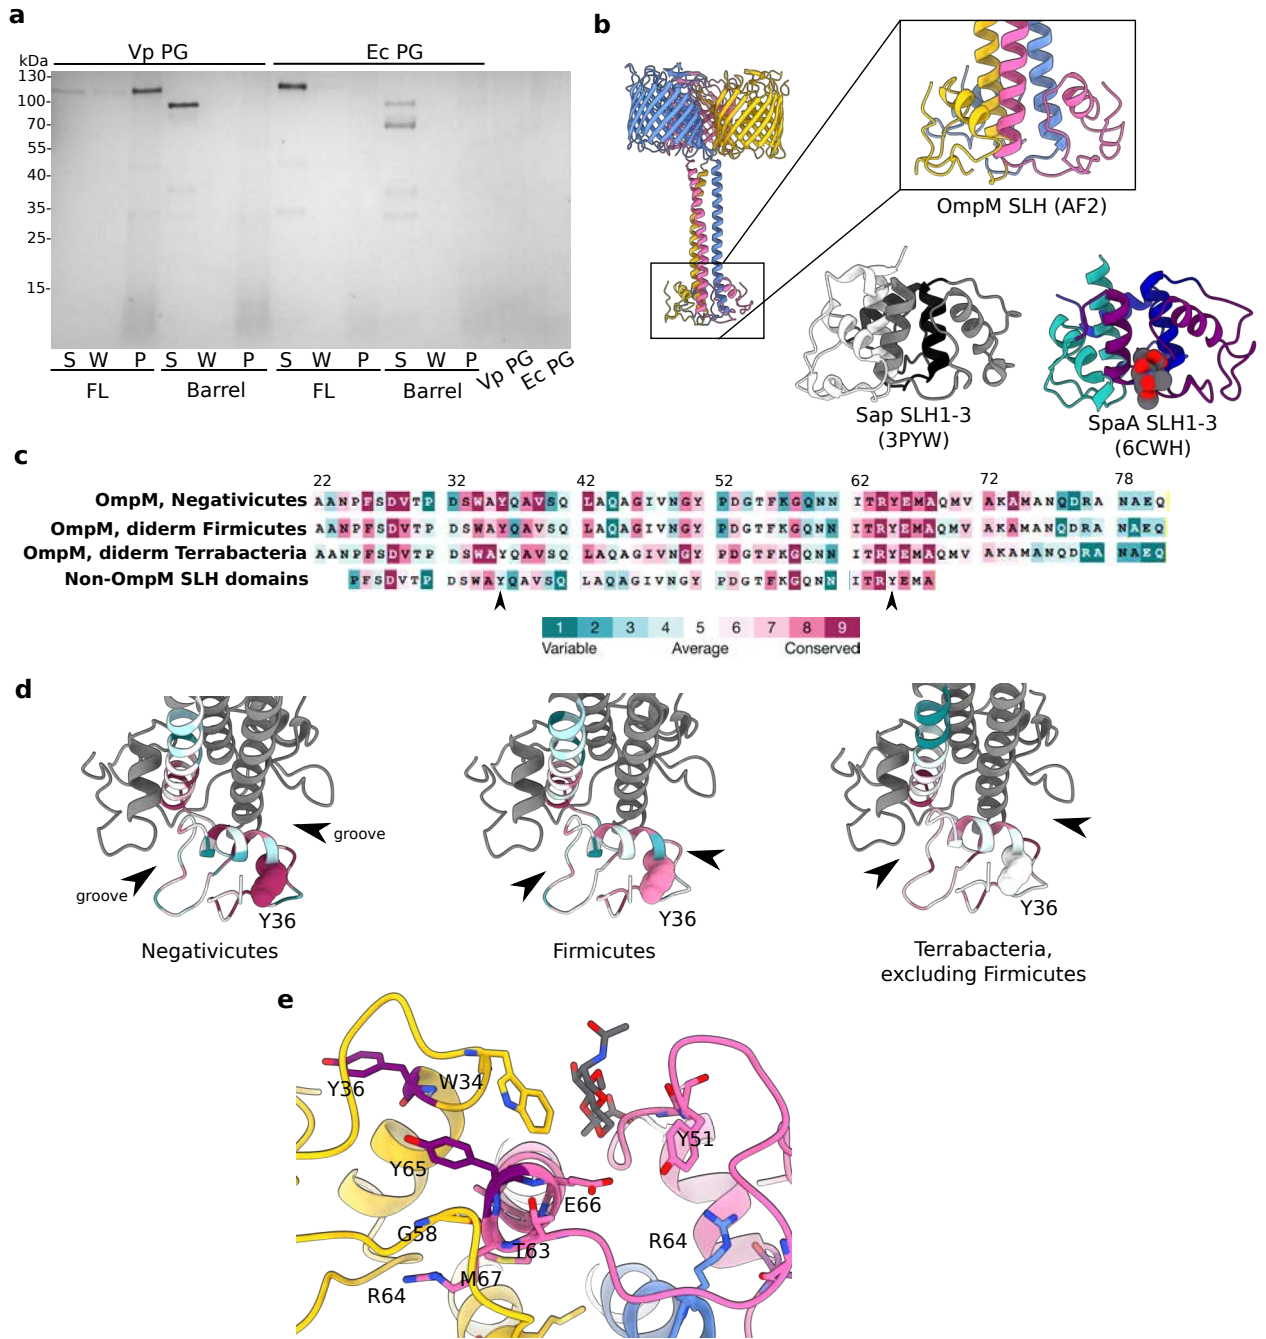 a
Vp PG
Ec PG
kDa
130-
100-
70-
55-
40-
35-
25-
15-
S W P S W P S W P S W P Vp PG Ec PG
FL
Barrel
FL
Barrel
b
OmpM SLH (AF2)
Sap SLH1-3
(3PYW)
SpaA SLH1-3
(6CWH)
c
22 32 42 52 62 72 78
OmpM, Negativicutes AANPFSDVTP DSWAYQAVSQ LAQAGIVNGY PDGTFKGQNN ITRYEMAQMV AKAMANQDRA NAEQ
OmpM, diderm Firmicutes AANPFSDVTP DSWAYQAVSQ LAQAGIVNGY PDGTFKGQNN ITRYEMAQMV AKAMANQDRA NAEQ
OmpM, diderm Terrabacteria AANPFSDVTP DSWAYQAVSQ LAQAGIVNGY PDGTFKGQNN ITRYEMAQMV AKAMANQDRA NAEQ
Non-OmpM SLH domains PFSDVTP DSWAYQAVSQ LAQAGIVNGY PDGTFKGQNN ITRYEMA
1 2 3 4 5 6 7 8 9
Variable Average Conserved
d
groove
groove
Y36
Negativicutes
Y36
Firmicutes
Y36
Terrabacteria,
excluding Firmicutes
e
Y36
W34
Y51
Y65
E66
G58
T63
R64
M67
R64